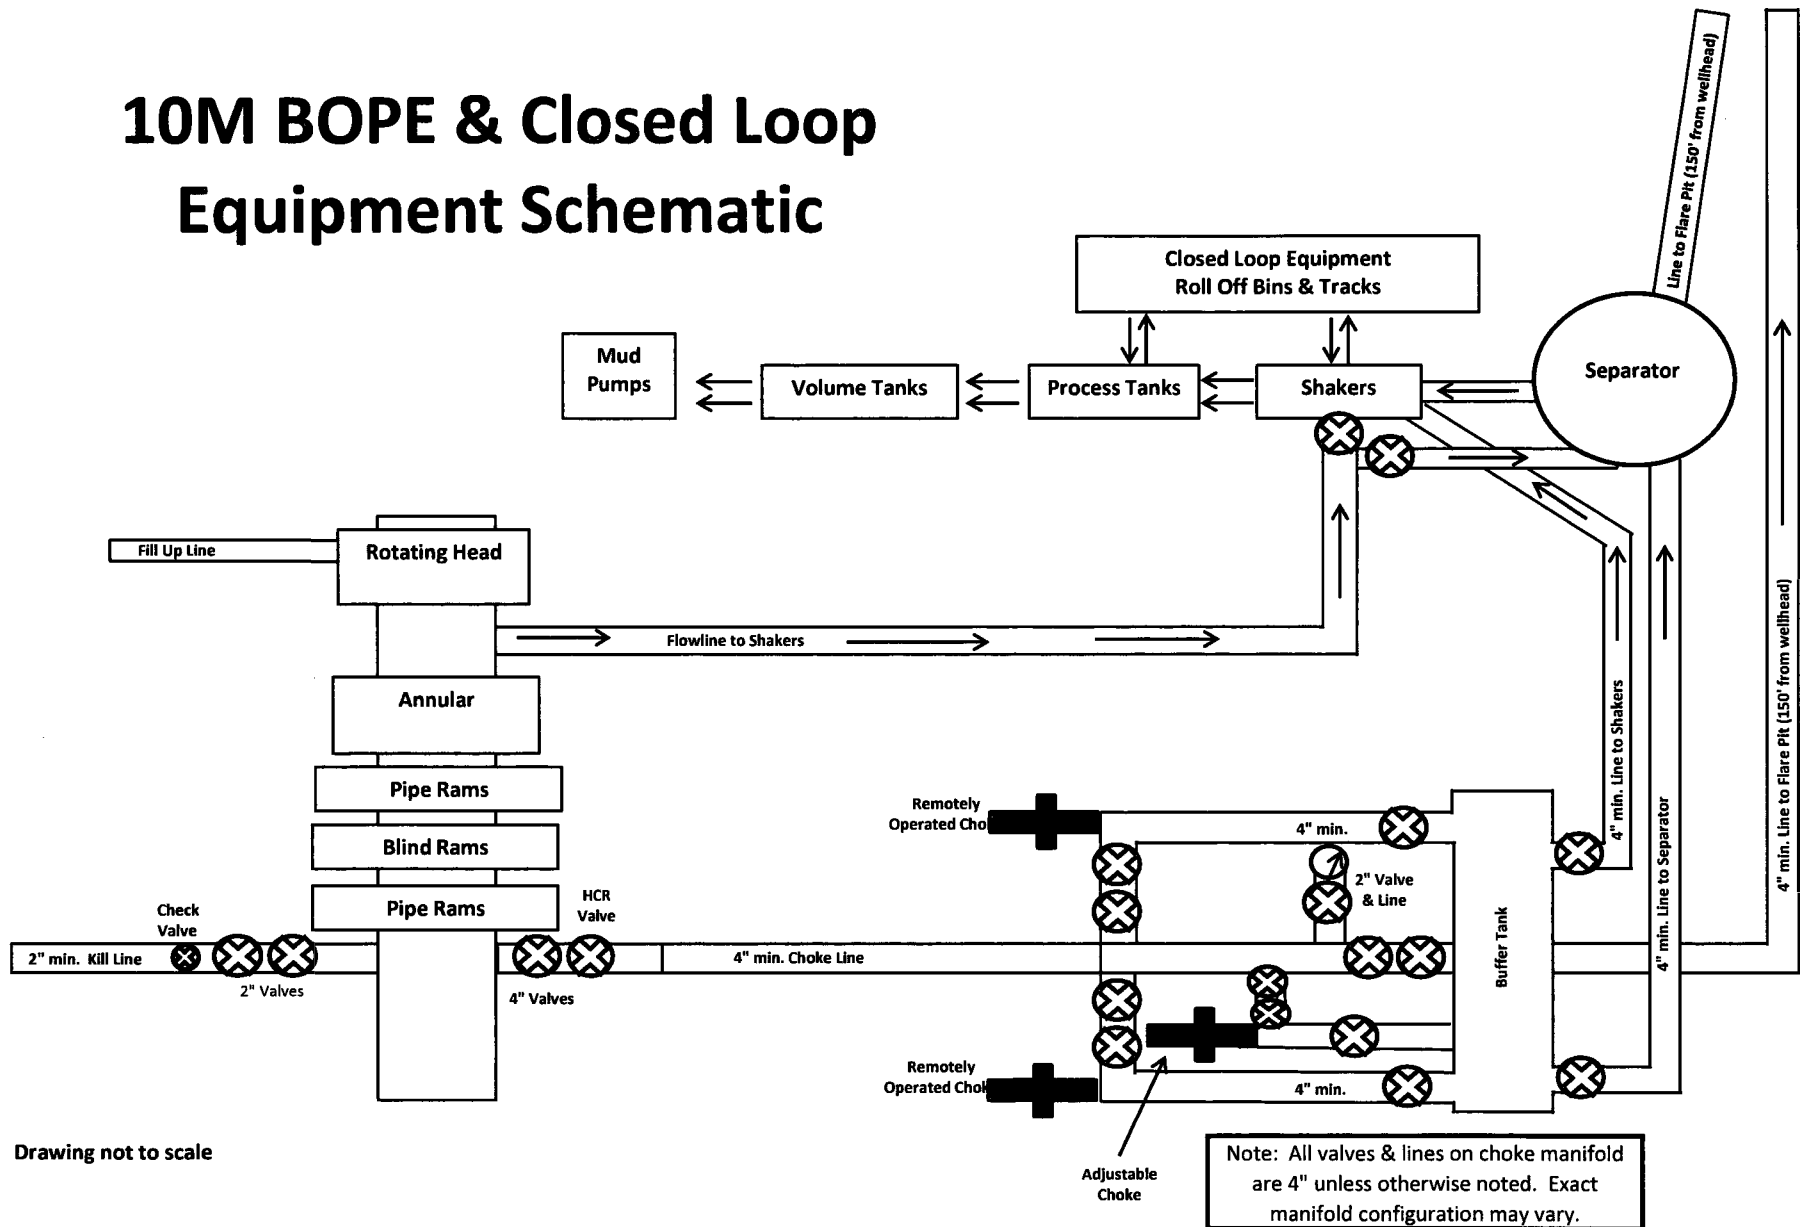 10M BOPE & Closed Loop
Equipment Schematic
Line to Flare Pit (150' from wellhead)
Closed Loop Equipment
Roll Off Bins & Tracks
Mud
Pumps
Volume Tanks
Process Tanks
Shakers
Separator
Fill Up Line
Rotating Head
Flowline to Shakers
Annular
Pipe Rams
Blind Rams
Pipe Rams
Check
Valve
HCR
Valve
2" min. Kill Line
2" Valves
4" Valves
4" min. Choke Line
Remotely
Operated Cho
4" min.
2" Valve
& Line
Buffer Tank
4" min. Line to Shakers
4" min. Line to Separator
4" min. Line to Flare Pit (150' from wellhead)
Remotely
Operated Chok
4" min.
Adjustable
Choke
Drawing not to scale
Note: All valves & lines on choke manifold
are 4" unless otherwise noted. Exact
manifold configuration may vary.